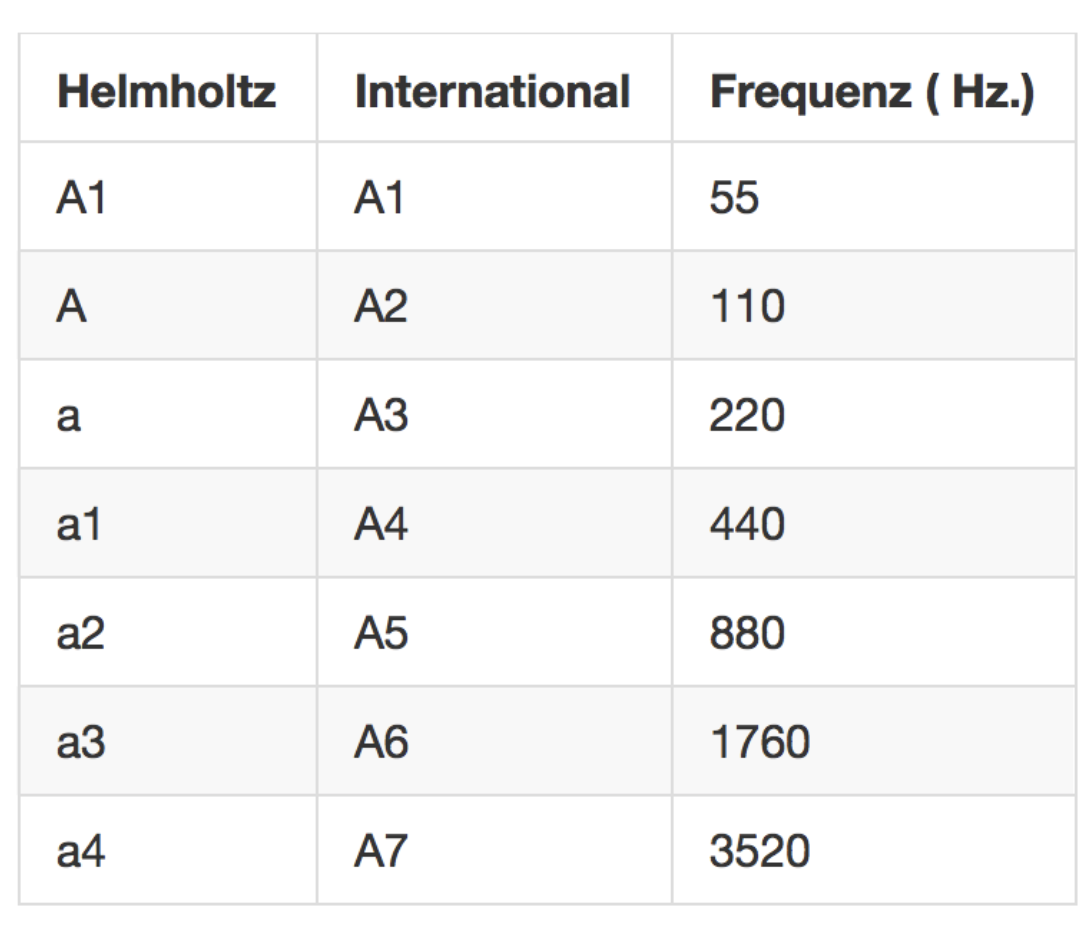 Helmholtz International Frequenz ( Hz.)
A1 A1 55
A A2 110
a A3 220
a1 A4 440
a2 A5 880
a3 A6 1760
a4 A7 3520